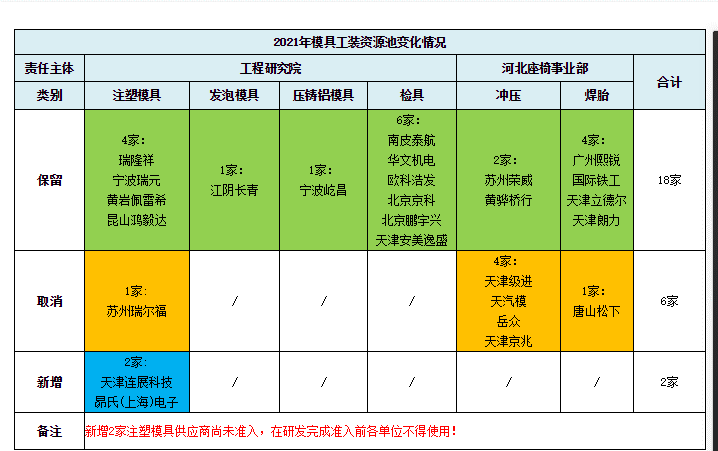 2021年模具工装资源池变化情况
责任主体 工程研究院 河北座椅事业部 合计
类别 注塑模具 发泡模具 压铸铝模具 检具 冲压 焊胎
保留
4家：
瑞隆祥
宁波瑞元
黄岩佩雷希
昆山鸿毅达
1家：
江阴长青
1家：
宁波屹昌
6家：
南皮泰航
华文机电
欧科浩发
北京京科
北京鹏宇兴
天津安美逸盛
2家：
苏州荣威
黄骅桥行
4家：
广州熙锐
国际铁工
天津立德尔
天津朗力
18家
取消
1家:
苏州瑞尔福
/
/
/
4家：
天津级进
天汽模
岳众
天津京兆
1家：
唐山松下
6家
新增
2家:
天津连展科技
昴氏(上海)电子
/
/
/
/
/
2家
备注
新增2家注塑模具供应商尚未准入，在研发完成准入前各单位不得使用！